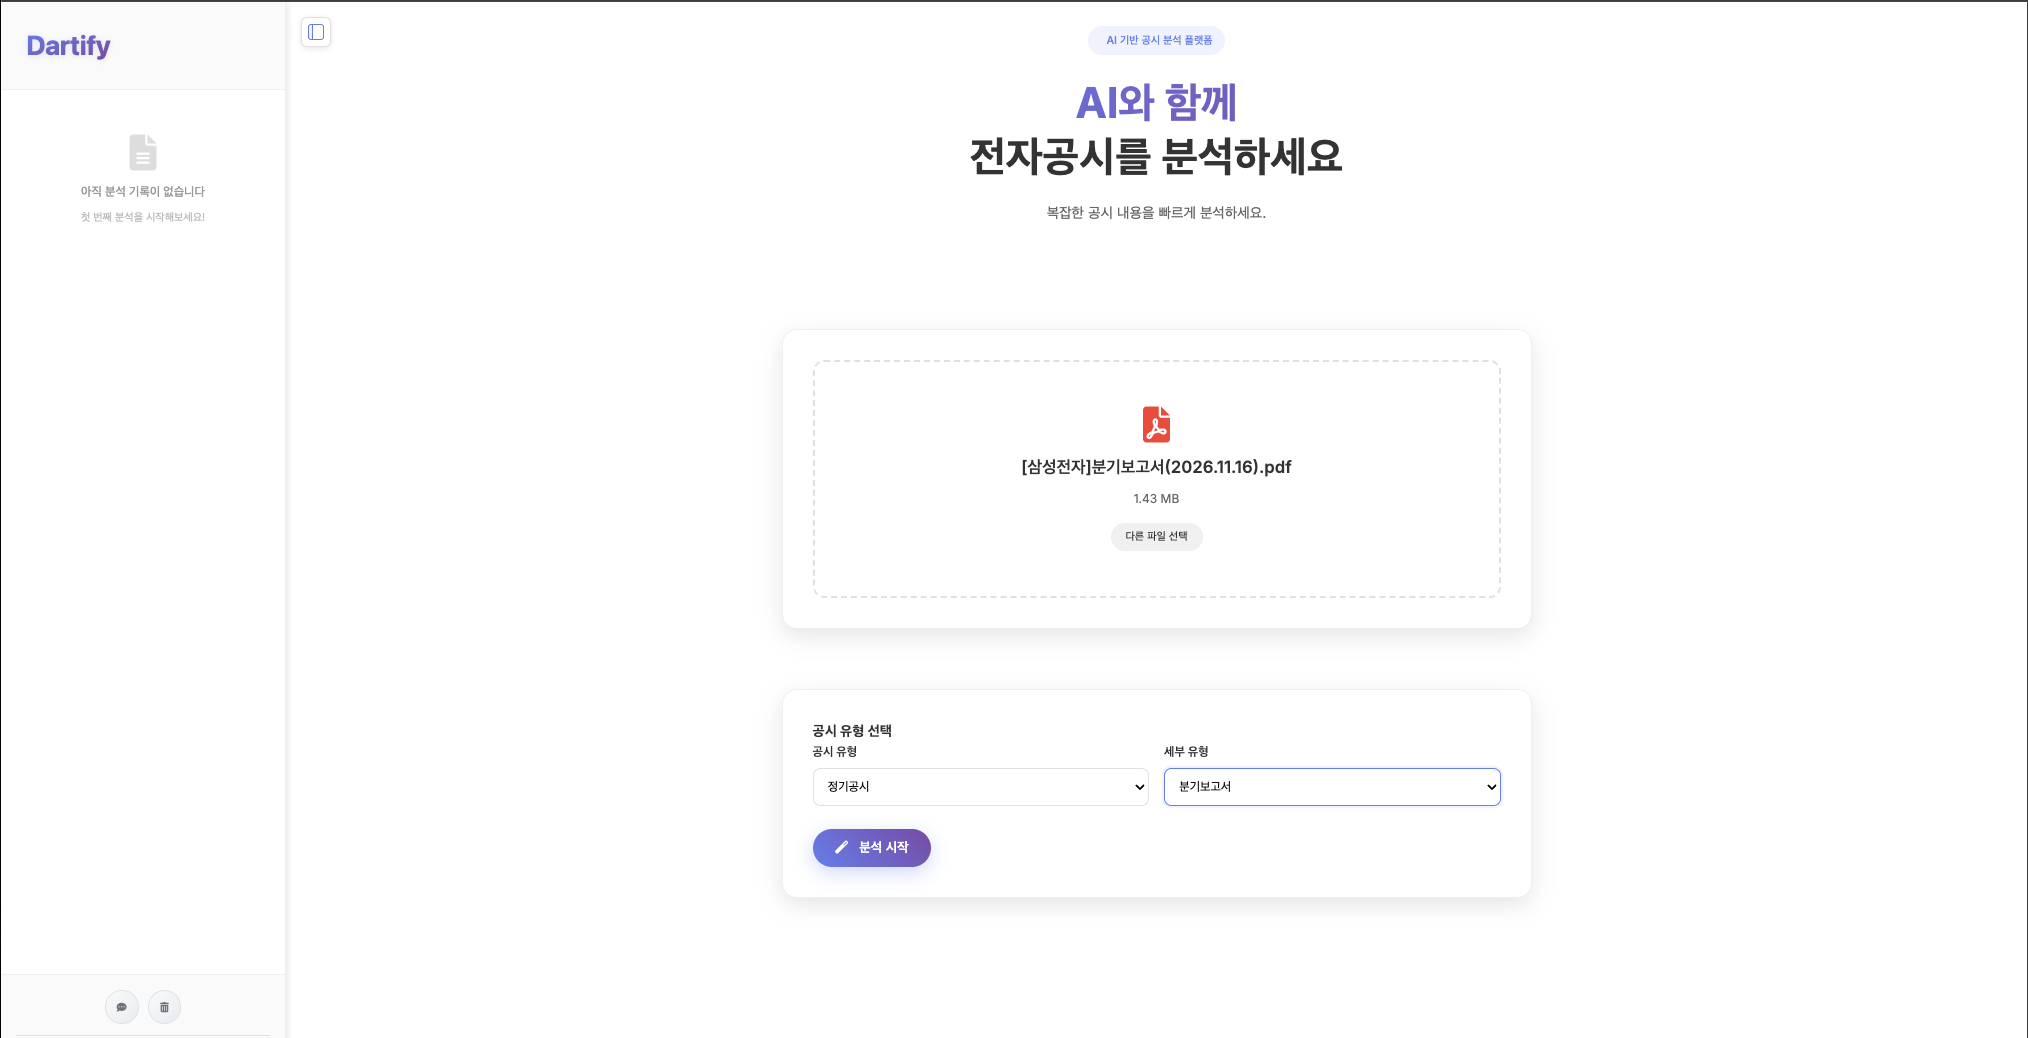 Dartify
아직 분석 기록이 없습니다
첫 번째 분석을 시작해보세요!
AI 기반 공시 분석 플랫폼
AI와 함께
전자공시를 분석하세요
복잡한 공시 내용을 빠르게 분석하세요.
[삼성전자]분기보고서(2026.11.16).pdf
1.43 MB
다른 파일 선택
공시 유형 선택
공시 유형
세부 유형
정기공시
분기보고서
분석 시작